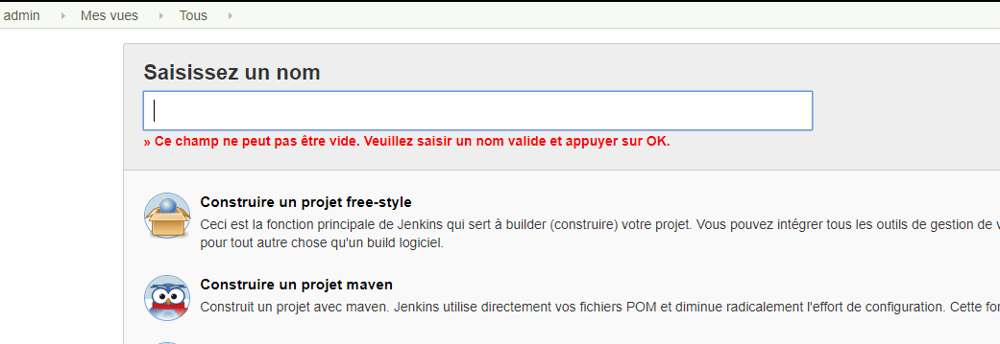 admin Mes vues Tous
Saisissez un nom
» Ce champ ne peut pas être vide. Veuillez saisir un nom valide et appuyer sur OK.
Construire un projet free-style
Ceci est la fonction principale de Jenkins qui sert à builder (construire) votre projet. Vous pouvez intégrer tous les outils de gestion de
pour tout autre chose qu'un build logiciel.
Construire un projet maven
Construit un projet avec maven. Jenkins utilise directement vos fichiers POM et diminue radicalement l'effort de configuration. Cette